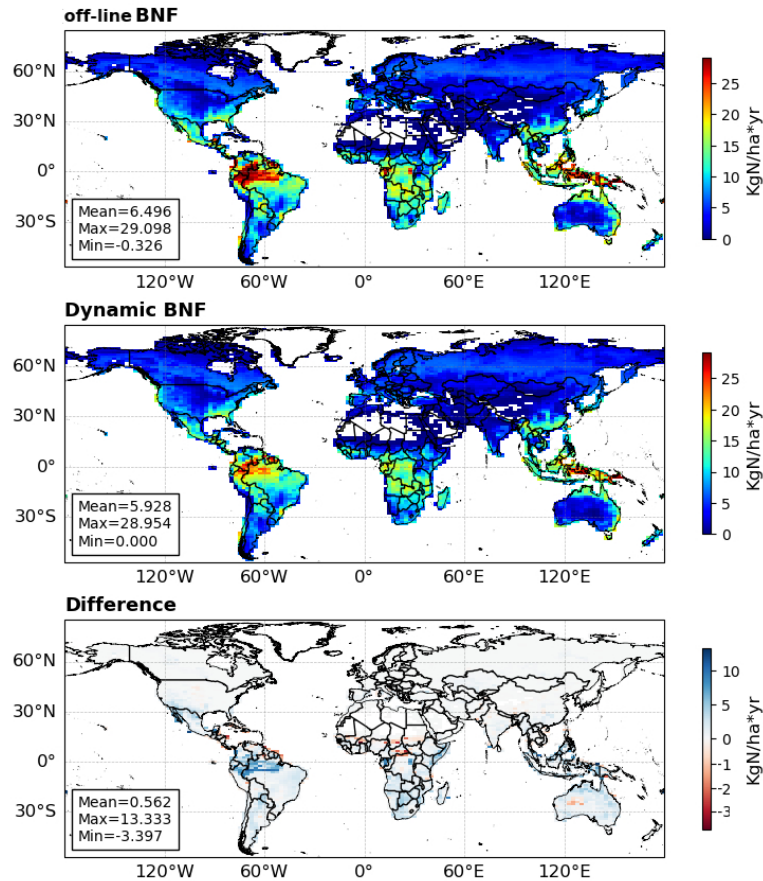 off-line BNF
60°N
30°N
0°
30°S
Mean=6.496
Max=29.098
Min=-0.326
120°W 60°W 0° 60°E 120°E
25
20
15
10
5
0
KgN/ha*yr
Dynamic BNF
60°N
30°N
0°
30°S
Mean=5.928
Max=28.954
Min=0.000
120°W 60°W 0° 60°E 120°E
25
20
15
10
5
0
KgN/ha*yr
Difference
60°N
30°N
0°
30°S
Mean=0.562
Max=13.333
Min=-3.397
120°W 60°W 0° 60°E 120°E
10
5
0
-1
-2
-3
KgN/ha*yr